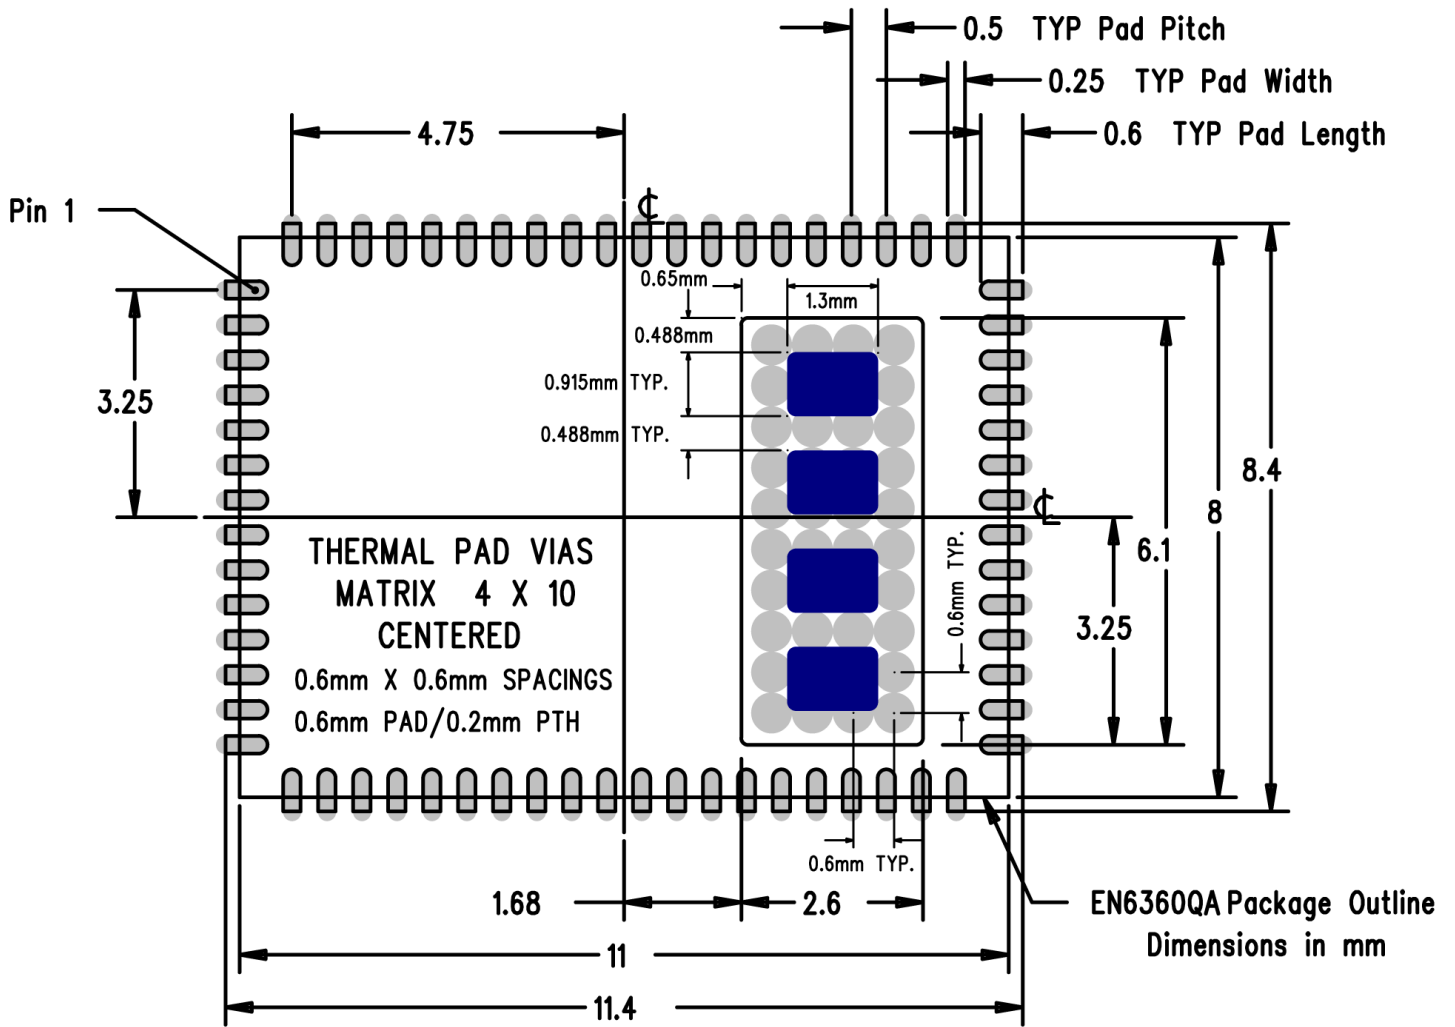 0.5 TYP Pad Pitch
0.25 TYP Pad Width
4.75
0.6 TYP Pad Length
Pin 1
℄
0.65mm
1.3mm
0.488mm
0.915mm TYP.
3.25
0.488mm TYP.
8.4
℄
8
THERMAL PAD VIAS
MATRIX 4 X 10
CENTERED
0.6mm X 0.6mm SPACINGS
0.6mm PAD/0.2mm PTH
0.6mm TYP.
6.1
3.25
0.6mm TYP.
1.68
2.6
EN6360QA Package Outline
Dimensions in mm
11
11.4